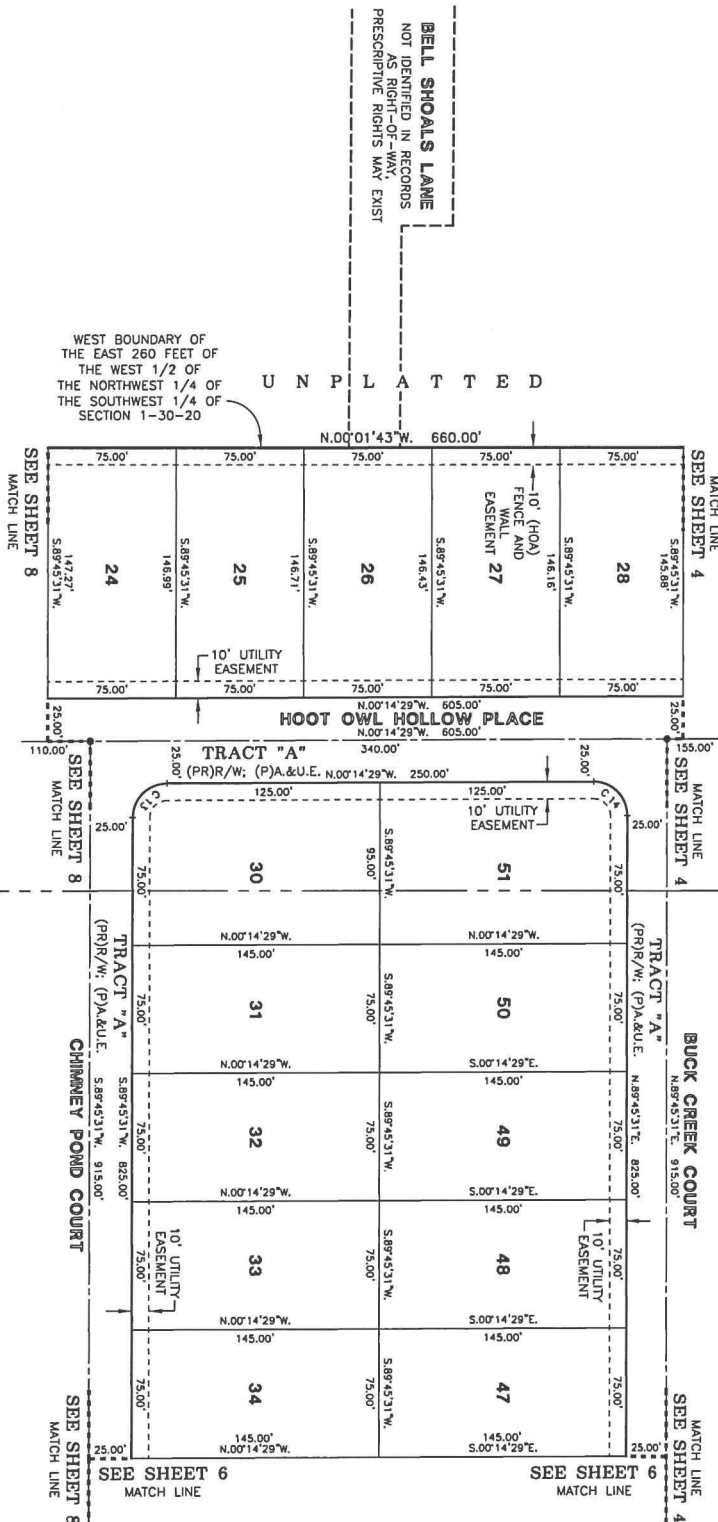 BELL SHOALS LANE
NOT IDENTIFIED IN RECORDS
AS RIGHT-OF-WAY,
PRESCRIPTIVE RIGHTS MAY EXIST
WEST BOUNDARY OF
THE EAST 260 FEET OF
THE WEST 1/2 OF
THE NORTHWEST 1/4 OF
THE SOUTHWEST 1/4 OF
SECTION 1-30-20
U N P L A T T E D
N.00°01'43"W. 660.00'
75.00'
75.00'
75.00'
75.00'
75.00'
SEE SHEET 8
MATCH LINE
MATCH LINE
SEE SHEET 4
10' (HOA)
FENCE AND
WALL
EASEMENT
S.89°45'31"W.
147.27'
24
S.89°45'31"W.
146.99'
25
S.89°45'31"W.
146.71'
26
S.89°45'31"W.
146.43'
27
S.89°45'31"W.
146.16'
28
S.89°45'31"W.
145.88'
10' UTILITY
EASEMENT
75.00'
75.00'
75.00'
75.00'
75.00'
25.00'
N.00°14'29"W. 605.00'
HOOT OWL HOLLOW PLACE
N.00°14'29"W. 605.00'
25.00'
110.00'
TRACT "A"
340.00'
155.00'
(PR)R/W; (P)A.&U.E. N.00°14'29"W. 250.00'
25.00'
25.00'
SEE SHEET 8
MATCH LINE
MATCH LINE
SEE SHEET 4
125.00'
125.00'
C13
C14
10' UTILITY
EASEMENT
25.00'
25.00'
75.00'
30
S.89°45'31"W.
95.00'
51
75.00'
N.00°14'29"W.
145.00'
145.00'
TRACT "A"
(PR)R/W; (P)A.&U.E.
TRACT "A"
(PR)R/W; (P)A.&U.E.
75.00'
31
S.89°45'31"W.
75.00'
50
75.00'
N.00°14'29"W.
S.00°14'29"E.
145.00'
145.00'
BUCK CREEK COURT
N.89°45'31"E. 915.00'
N.89°45'31"E. 825.00'
CHIMNEY POND COURT
S.89°45'31"W. 825.00'
S.89°45'31"W. 915.00'
75.00'
32
S.89°45'31"W.
75.00'
49
75.00'
N.00°14'29"W.
S.00°14'29"E.
145.00'
145.00'
10' UTILITY
EASEMENT
10' UTILITY
EASEMENT
75.00'
33
S.89°45'31"W.
75.00'
48
75.00'
N.00°14'29"W.
S.00°14'29"E.
145.00'
145.00'
75.00'
34
S.89°45'31"W.
75.00'
47
75.00'
145.00'
N.00°14'29"W.
145.00'
S.00°14'29"E.
25.00'
25.00'
SEE SHEET 6
MATCH LINE
SEE SHEET 6
MATCH LINE
SEE SHEET 8
MATCH LINE
MATCH LINE
SEE SHEET 4